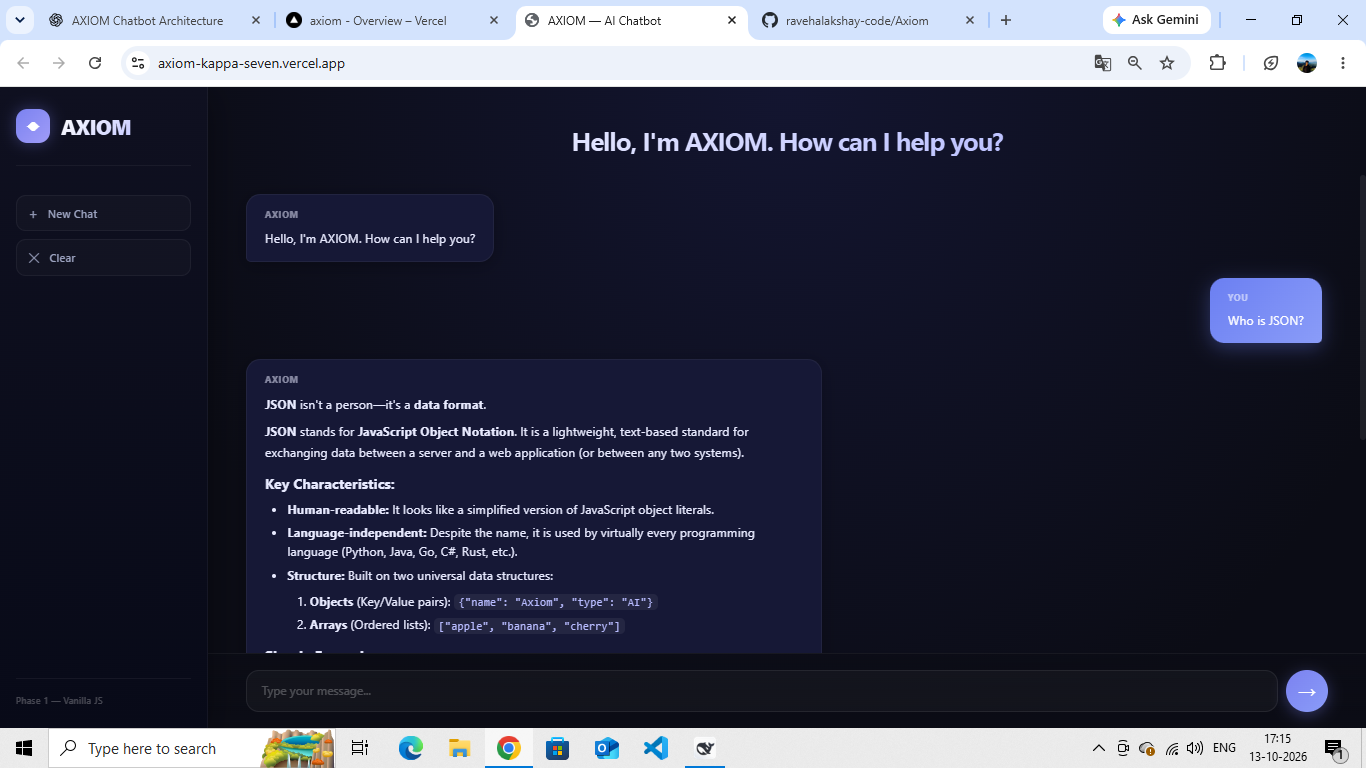 AXIOM Chatbot Architecture
axiom - Overview – Vercel
AXIOM — AI Chatbot
ravehalakshay-code/Axiom
Ask Gemini
axiom-kappa-seven.vercel.app
AXIOM
+ New Chat
Clear
Phase 1 — Vanilla JS
Hello, I'm AXIOM. How can I help you?
AXIOM
Hello, I'm AXIOM. How can I help you?
YOU
Who is JSON?
AXIOM
JSON isn't a person—it's a data format.
JSON stands for JavaScript Object Notation. It is a lightweight, text-based standard for
exchanging data between a server and a web application (or between any two systems).
Key Characteristics:
• Human-readable: It looks like a simplified version of JavaScript object literals.
• Language-independent: Despite the name, it is used by virtually every programming
language (Python, Java, Go, C#, Rust, etc.).
• Structure: Built on two universal data structures:
1. Objects (Key/Value pairs): {"name": "Axiom", "type": "AI"}
2. Arrays (Ordered lists): ["apple", "banana", "cherry"]
Type your message...
Type here to search
ENG
17:15
13-10-2026
1